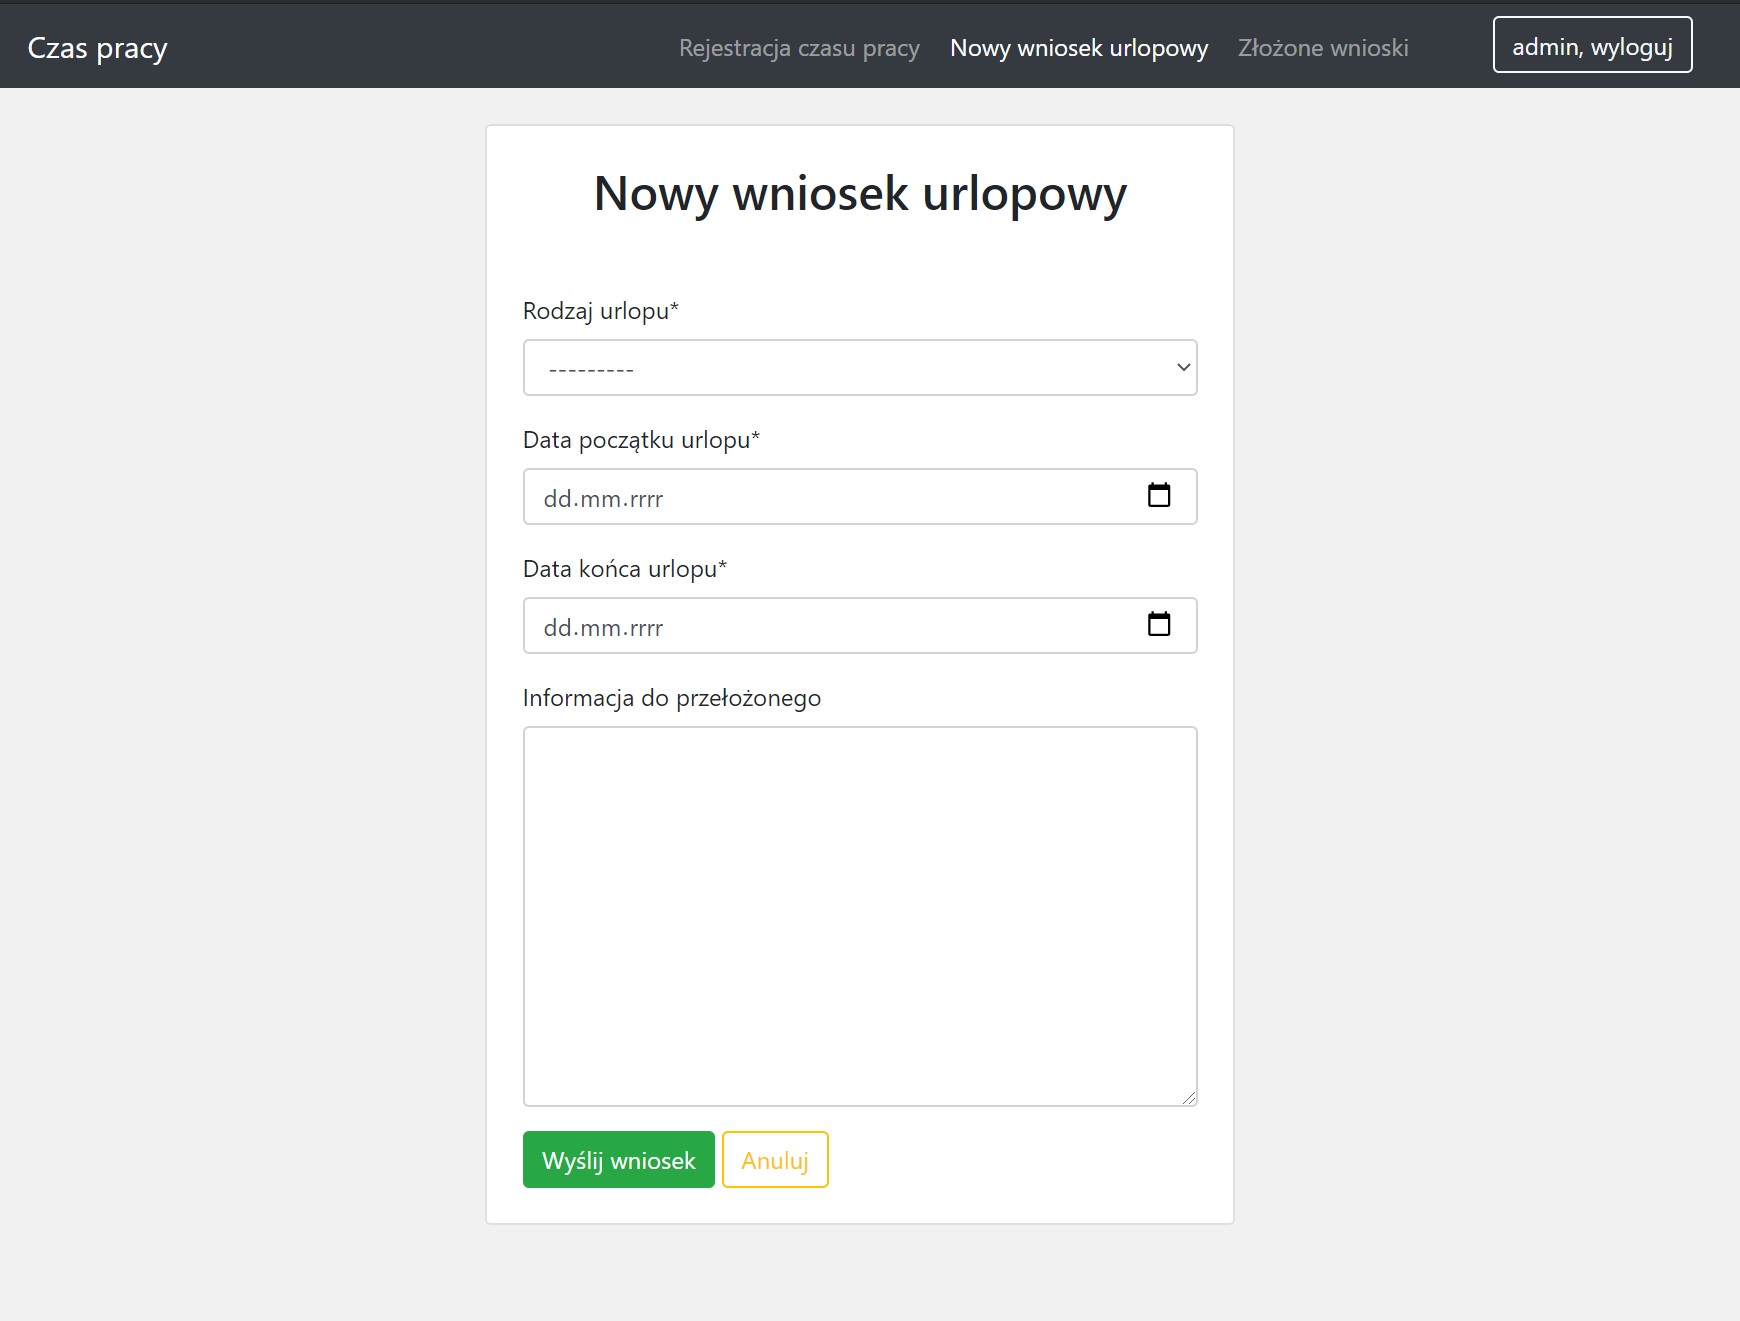 Czas pracy
Rejestracja czasu pracy
Nowy wniosek urlopowy
Złożone wnioski
admin, wyloguj
Nowy wniosek urlopowy
Rodzaj urlopu*
---------
Data początku urlopu*
dd.mm.rrrr
Data końca urlopu*
dd.mm.rrrr
Informacja do przełożonego
Wyślij wniosek
Anuluj